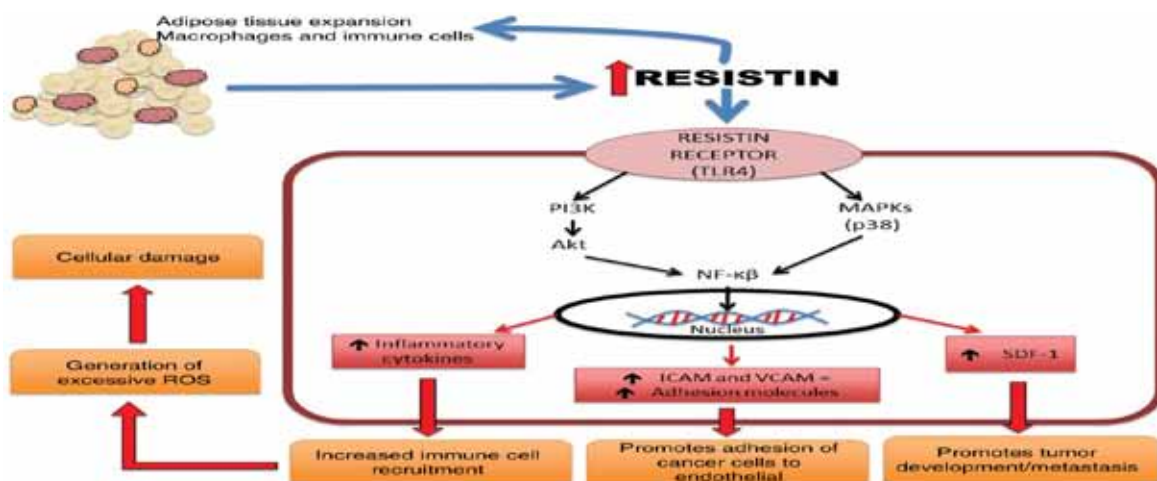 Adipose tissue expansion
Macrophages and immune cells
RESISTIN
RESISTIN
RECEPTOR
(TLR4)
PI3K
Akt
MAPKs
(p38)
NF-κβ
Nucleus
Cellular damage
Generation of
excessive ROS
Inflammatory
cytokines
ICAM and VCAM =
Adhesion molecules
SDF-1
Increased immune cell
recruitment
Promotes adhesion of
cancer cells to
endothelial
Promotes tumor
development/metastasis